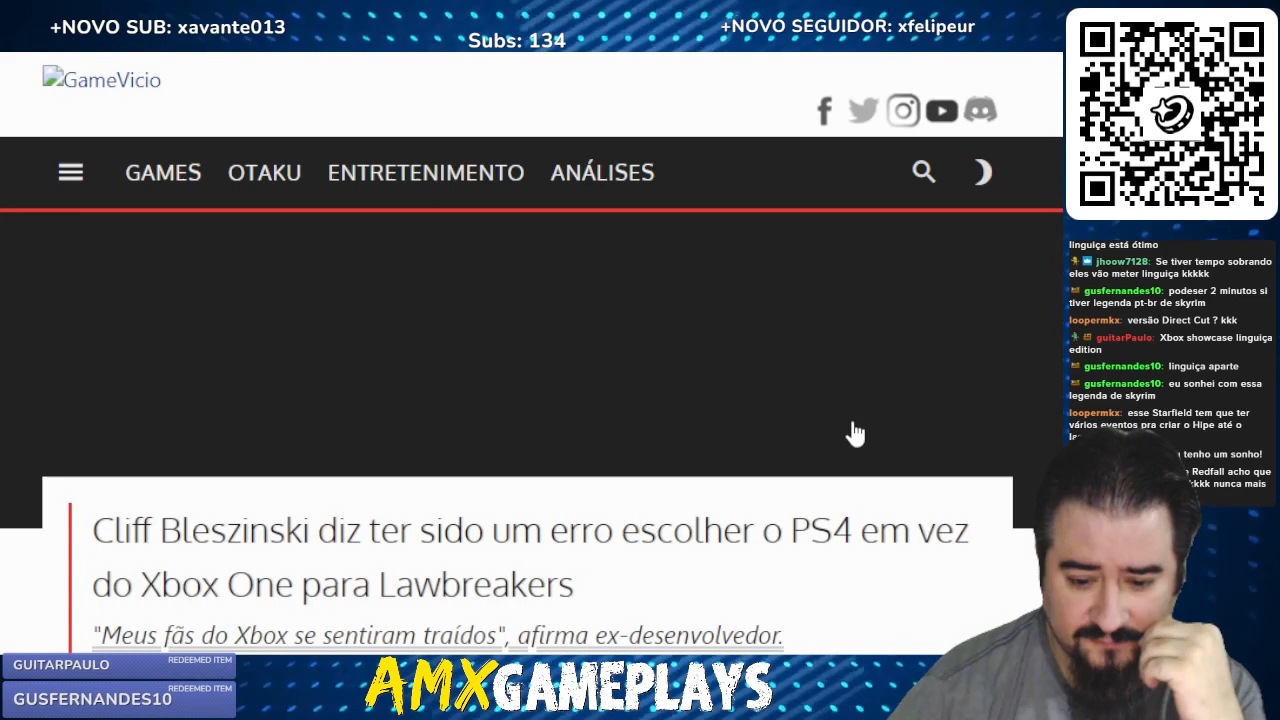 +NOVO SUB: xavante013
Subs: 134
+NOVO SEGUIDOR: xfelipeur
GameVicio
GAMES OTAKU ENTRETENIMENTO ANÁLISES
Cliff Bleszinski diz ter sido um erro escolher o PS4 em vez
do Xbox One para Lawbreakers
"Meus fãs do Xbox se sentiram traídos", afirma ex-desenvolvedor.
linguiça está ótimo
jhoow7128: Se tiver tempo sobrando
eles vão meter linguiça kkkkk
gusfernandes10: podeser 2 minutos si
tiver legenda pt-br de skyrim
loopermkx: versão Direct Cut ? kkk
guitarPaulo: Xbox showcase linguiça
edition
gusfernandes10: linguiça aparte
gusfernandes10: eu sonhei com essa
legenda de skyrim
loopermkx: esse Starfield tem que ter
vários eventos pra criar o Hipe até o
tenho um sonho!
Redfall acho que
kkkk nunca mais
GUITARPAULO REDEEMED ITEM
GUSFERNANDES10 REDEEMED ITEM
AMXGAMEPLAYS